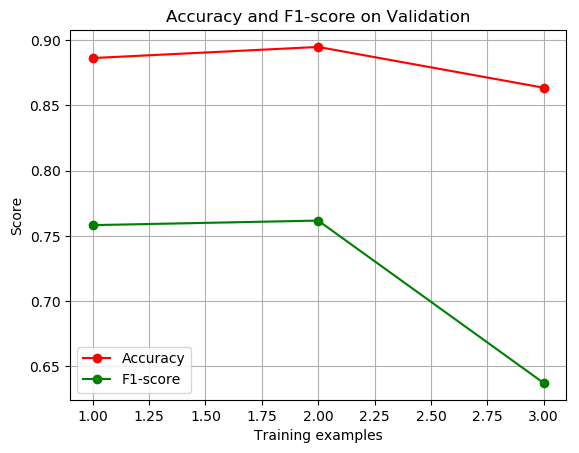 Accuracy and F1-score on Validation
0.90
0.85
0.80
0.75
0.70
0.65
Score
Accuracy
F1-score
1.00 1.25 1.50 1.75 2.00 2.25 2.50 2.75 3.00
Training examples